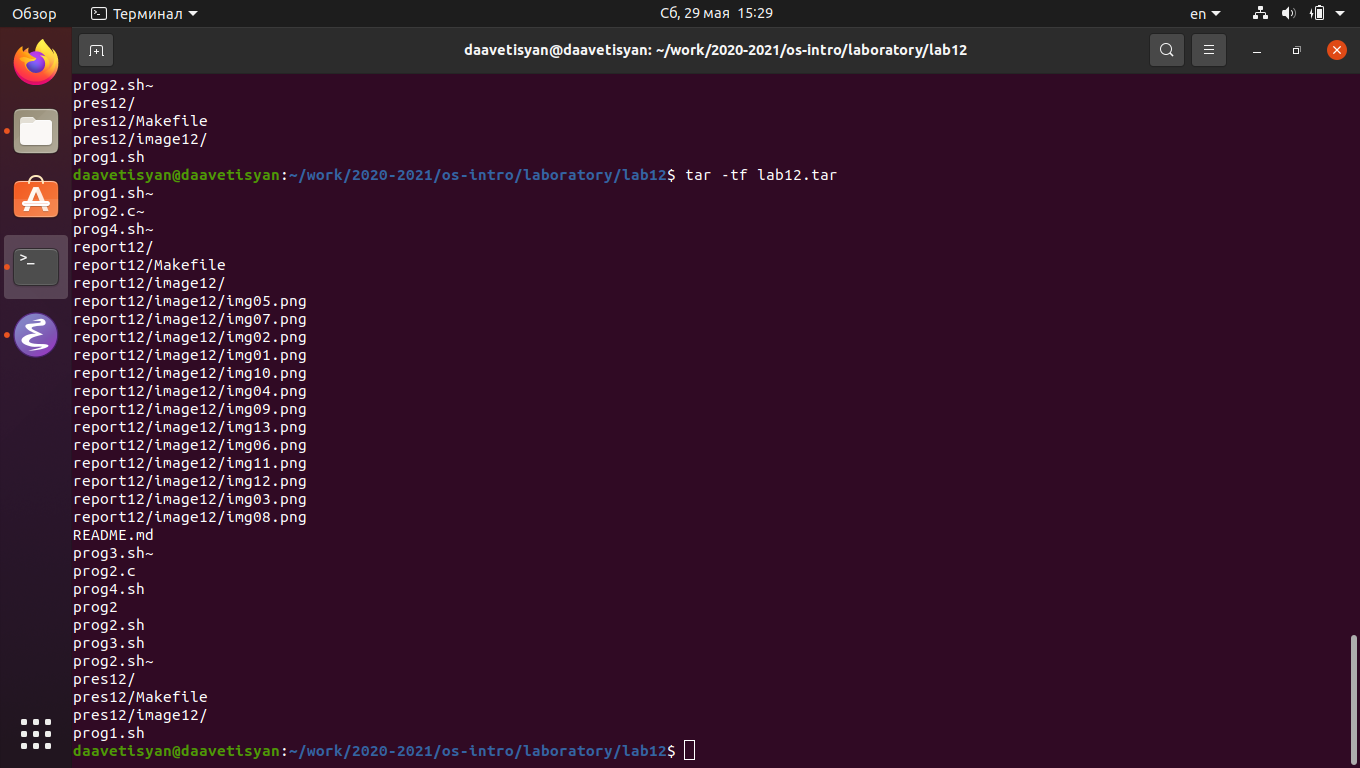 Обзор
Терминал
Сб, 29 мая 15:29
en
daavetisyan@daavetisyan: ~/work/2020-2021/os-intro/laboratory/lab12
prog2.sh~
pres12/
pres12/Makefile
pres12/image12/
prog1.sh
daavetisyan@daavetisyan:~/work/2020-2021/os-intro/laboratory/lab12$ tar -tf lab12.tar
prog1.sh~
prog2.c~
prog4.sh~
report12/
report12/Makefile
report12/image12/
report12/image12/img05.png
report12/image12/img07.png
report12/image12/img02.png
report12/image12/img01.png
report12/image12/img10.png
report12/image12/img04.png
report12/image12/img09.png
report12/image12/img13.png
report12/image12/img06.png
report12/image12/img11.png
report12/image12/img12.png
report12/image12/img03.png
report12/image12/img08.png
README.md
prog3.sh~
prog2.c
prog4.sh
prog2
prog2.sh
prog3.sh
prog2.sh~
pres12/
pres12/Makefile
pres12/image12/
prog1.sh
daavetisyan@daavetisyan:~/work/2020-2021/os-intro/laboratory/lab12$